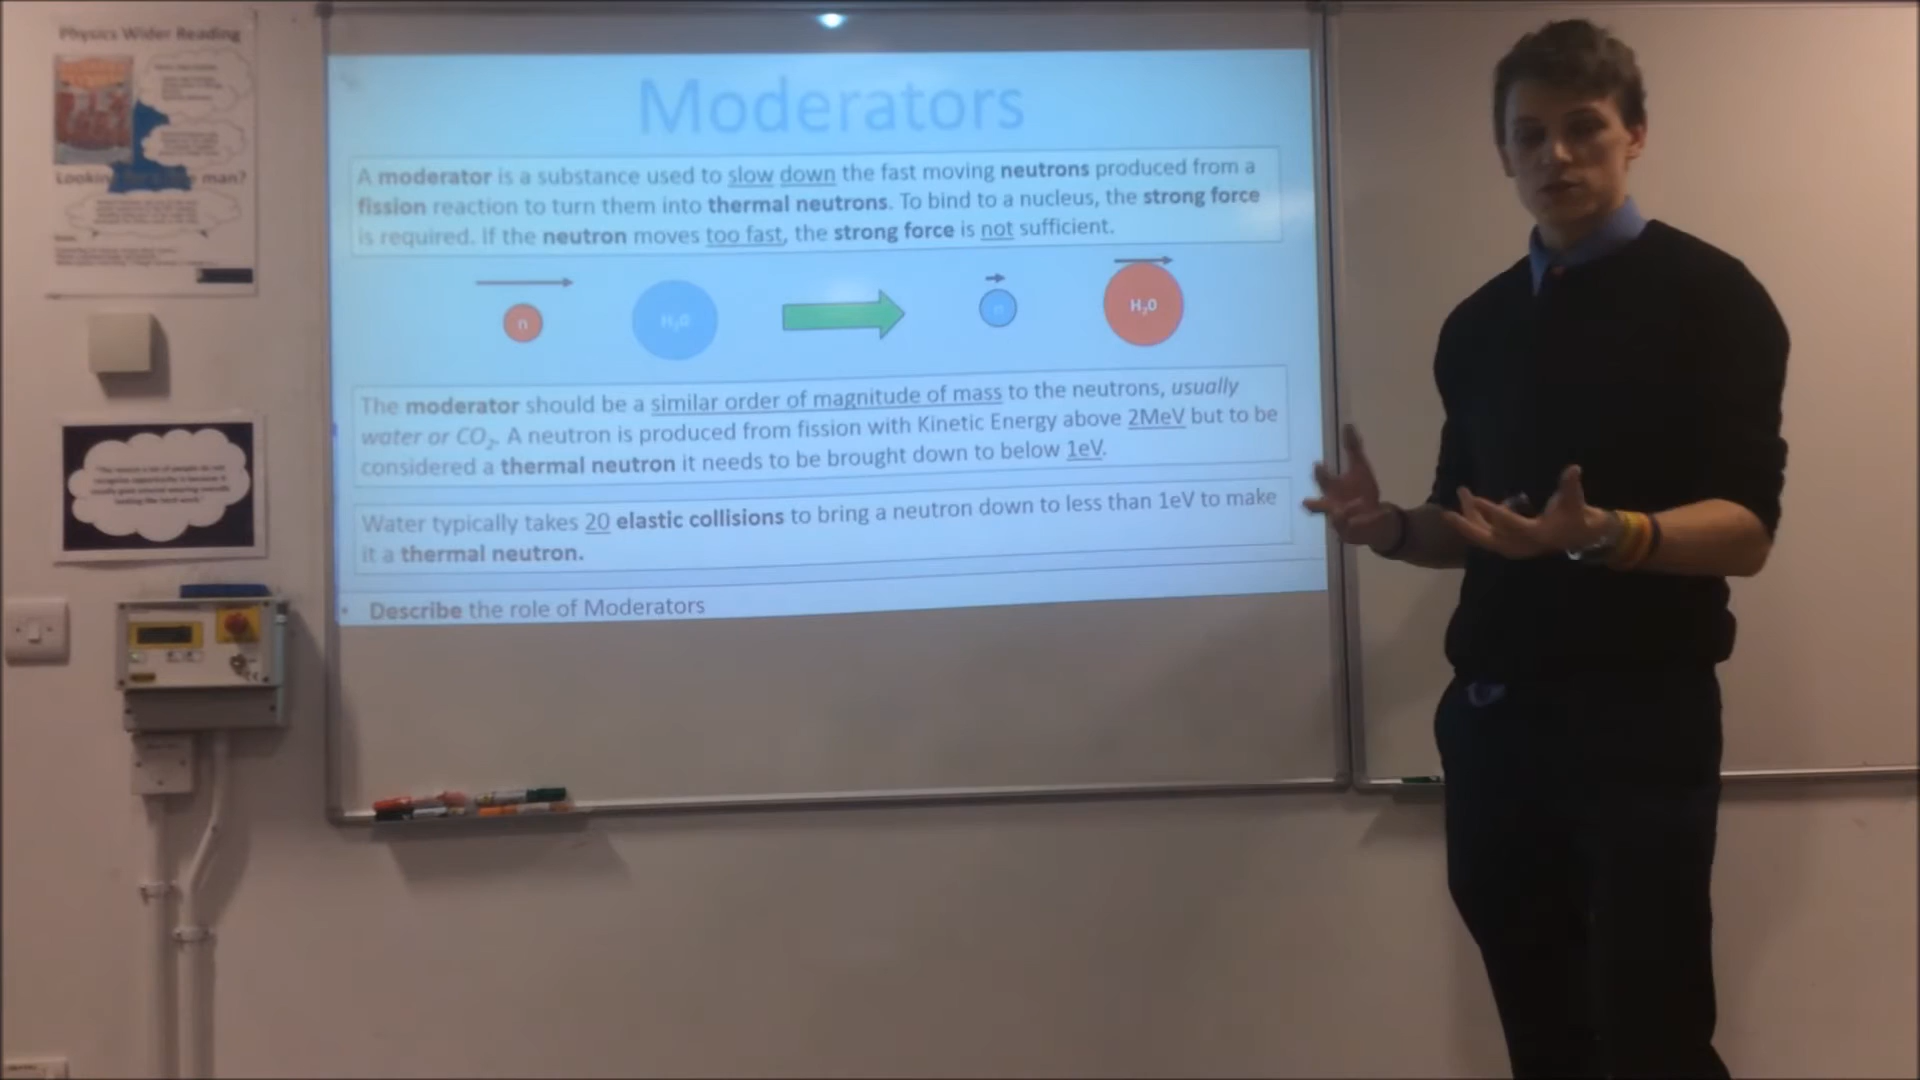 Physics Wider Reading
Looking man?
Moderators
A moderator is a substance used to slow down the fast moving neutrons produced from a
fission reaction to turn them into thermal neutrons. To bind to a nucleus, the strong force
is required. If the neutron moves too fast, the strong force is not sufficient.
n
H₂O
n
H₂O
The moderator should be a similar order of magnitude of mass to the neutrons, usually
water or CO₂. A neutron is produced from fission with Kinetic Energy above 2MeV but to be
considered a thermal neutron it needs to be brought down to below 1eV.
Water typically takes 20 elastic collisions to bring a neutron down to less than 1eV to make
it a thermal neutron.
• Describe the role of Moderators